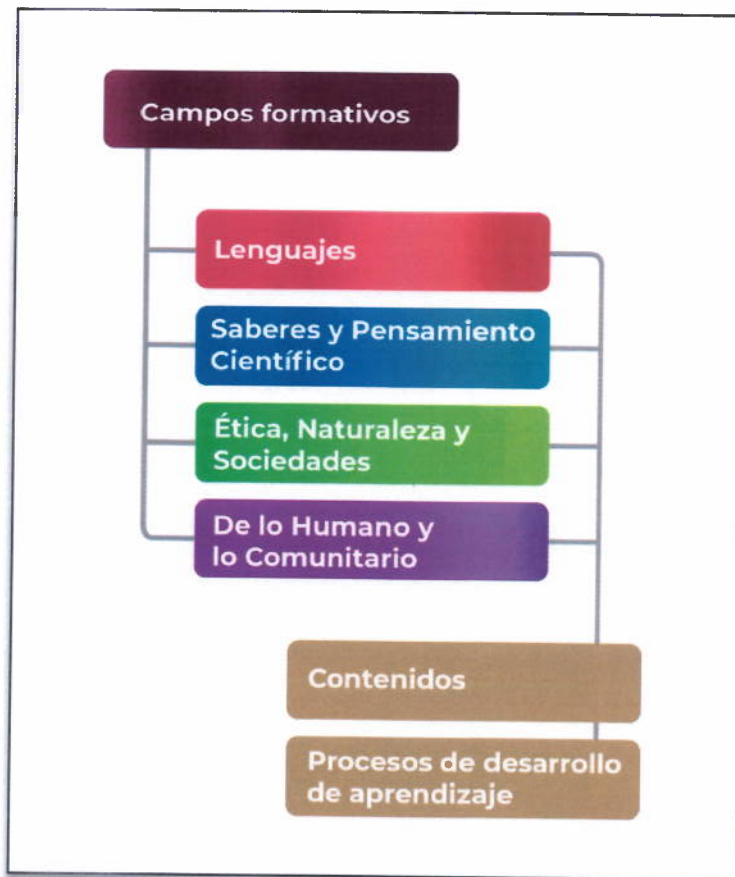 Campos formativos
Lenguajes
Saberes y Pensamiento
Científico
Ética, Naturaleza y
Sociedades
De lo Humano y
lo Comunitario
Contenidos
Procesos de desarrollo
de aprendizaje